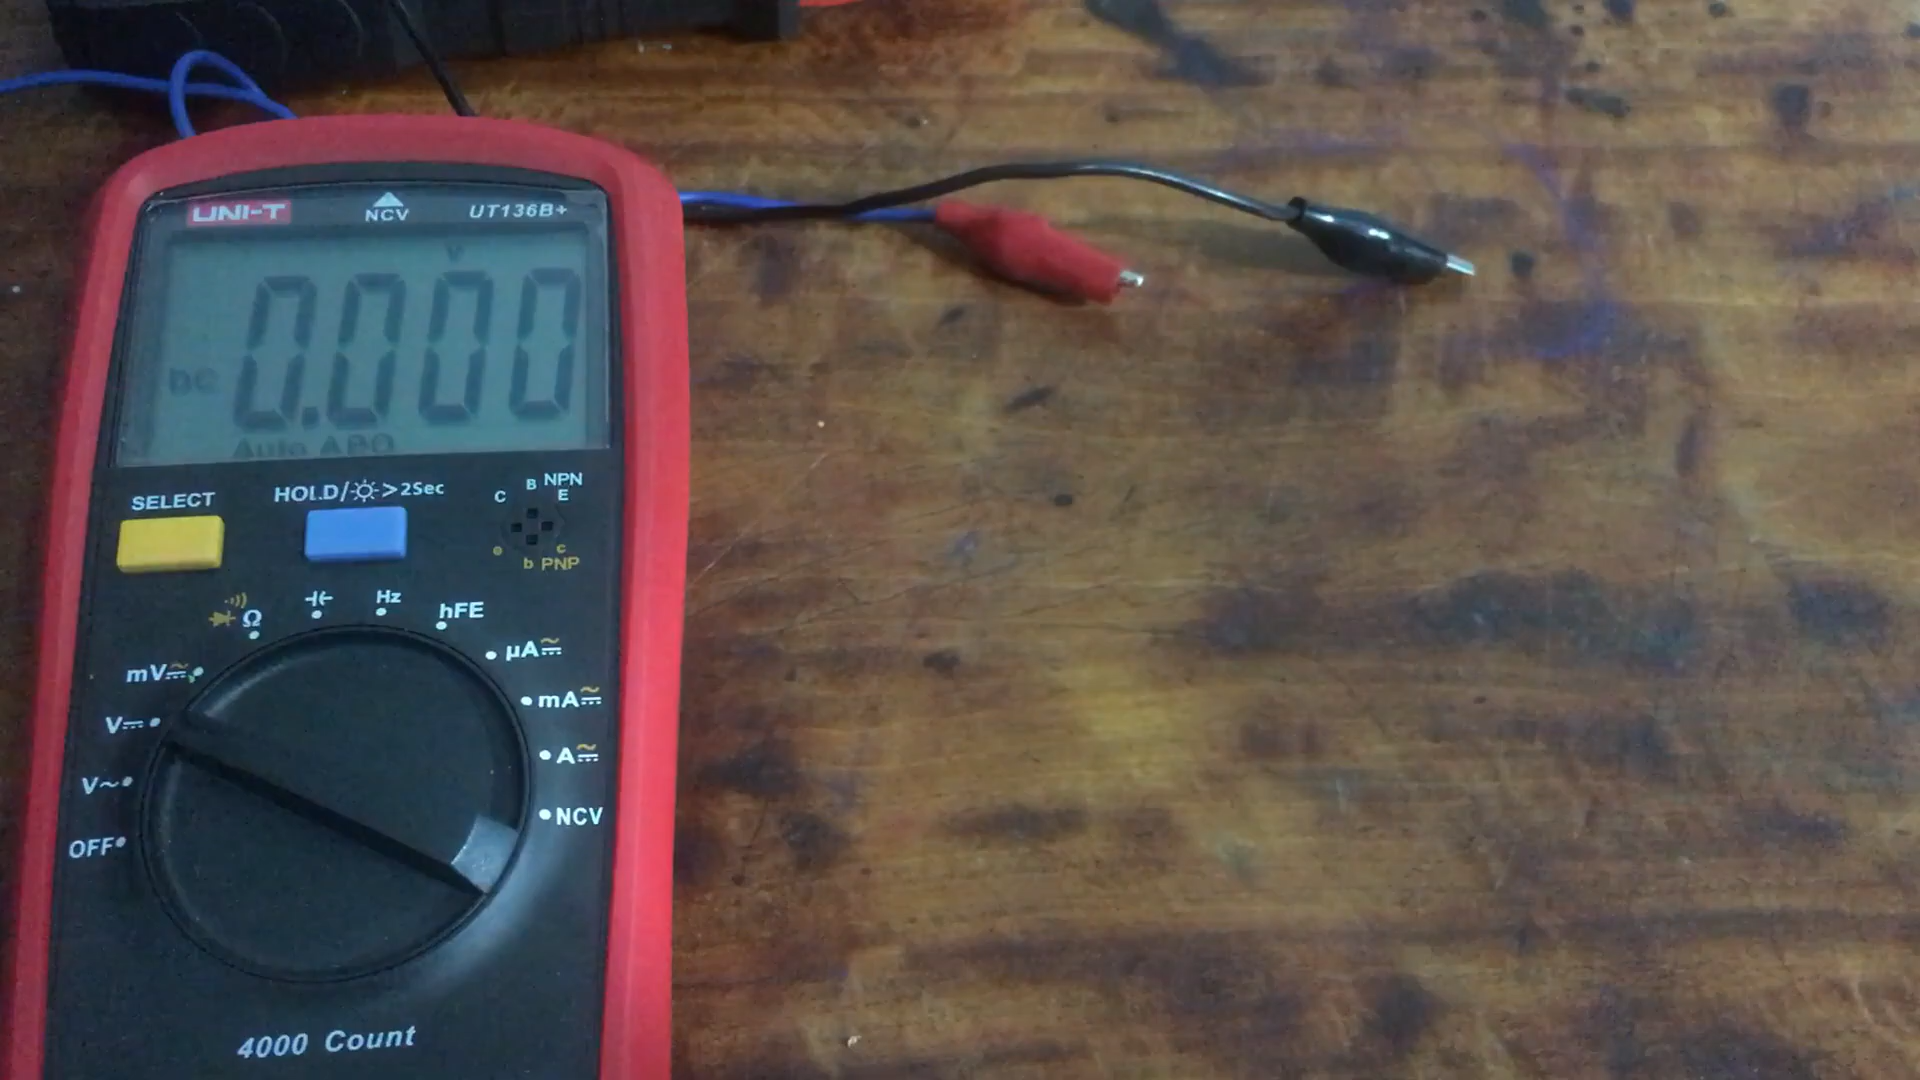 UNI-T
NCV
UT136B+
V
0.000
DC
Auto APO
SELECT
HOLD/☼>2Sec
C
B
NPN
E
e
b
c
PNP
Ω
Hz
hFE
mV
µA
mA
V⎓
A
V~
NCV
OFF
4000 Count